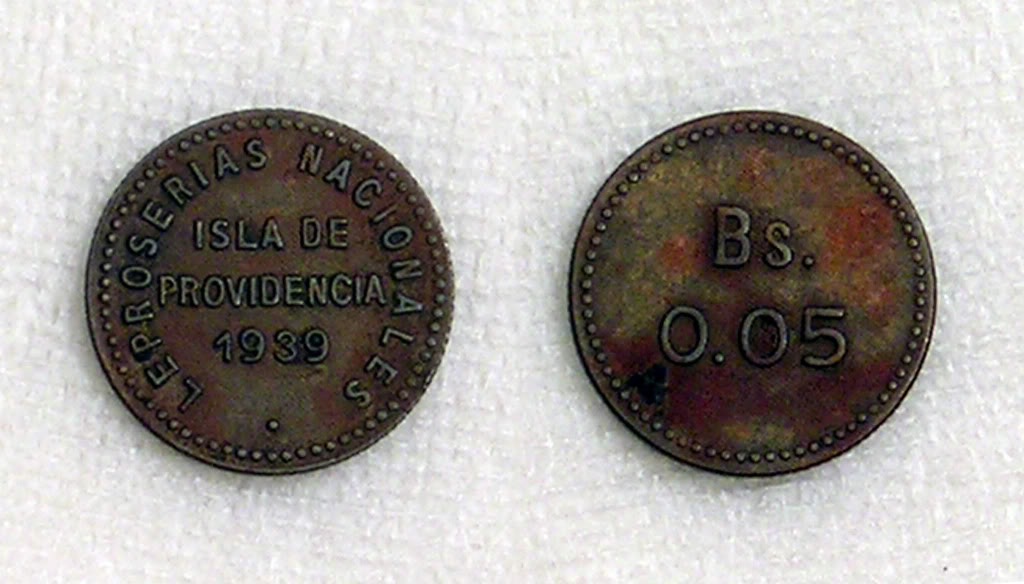 LEPROSERIAS NACIONALES
ISLA DE
PROVIDENCIA
1939
Bs.
0.05